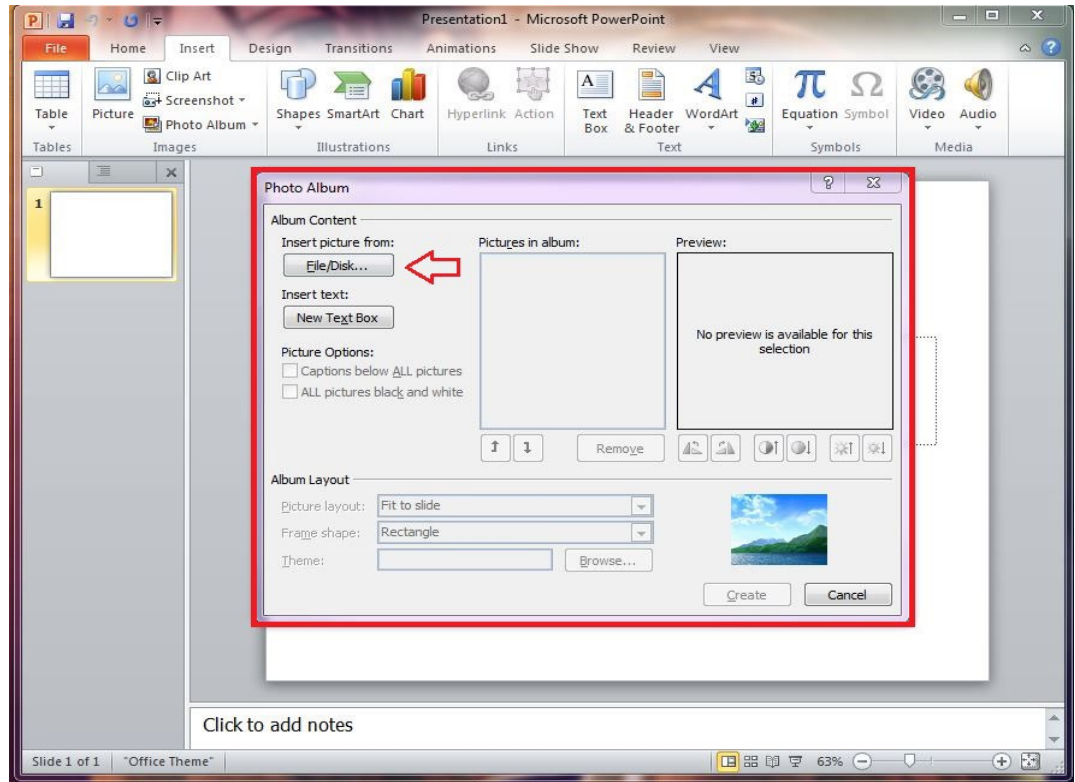 Presentation1 - Microsoft PowerPoint
File Home Insert Design Transitions Animations Slide Show Review View
Table
Picture
Clip Art
Screenshot
Photo Album
Shapes SmartArt Chart
Hyperlink Action
Text Box
Header & Footer
WordArt
Equation Symbol
Video Audio
Tables Images Illustrations Links Text Symbols Media
1
Photo Album
Album Content
Insert picture from:
File/Disk...
Insert text:
New Text Box
Picture Options:
Captions below ALL pictures
ALL pictures black and white
Pictures in album:
Preview:
No preview is available for this
selection
Remove
Album Layout
Picture layout: Fit to slide
Frame shape: Rectangle
Theme: Browse...
Create Cancel
Click to add notes
Slide 1 of 1 "Office Theme" 63%